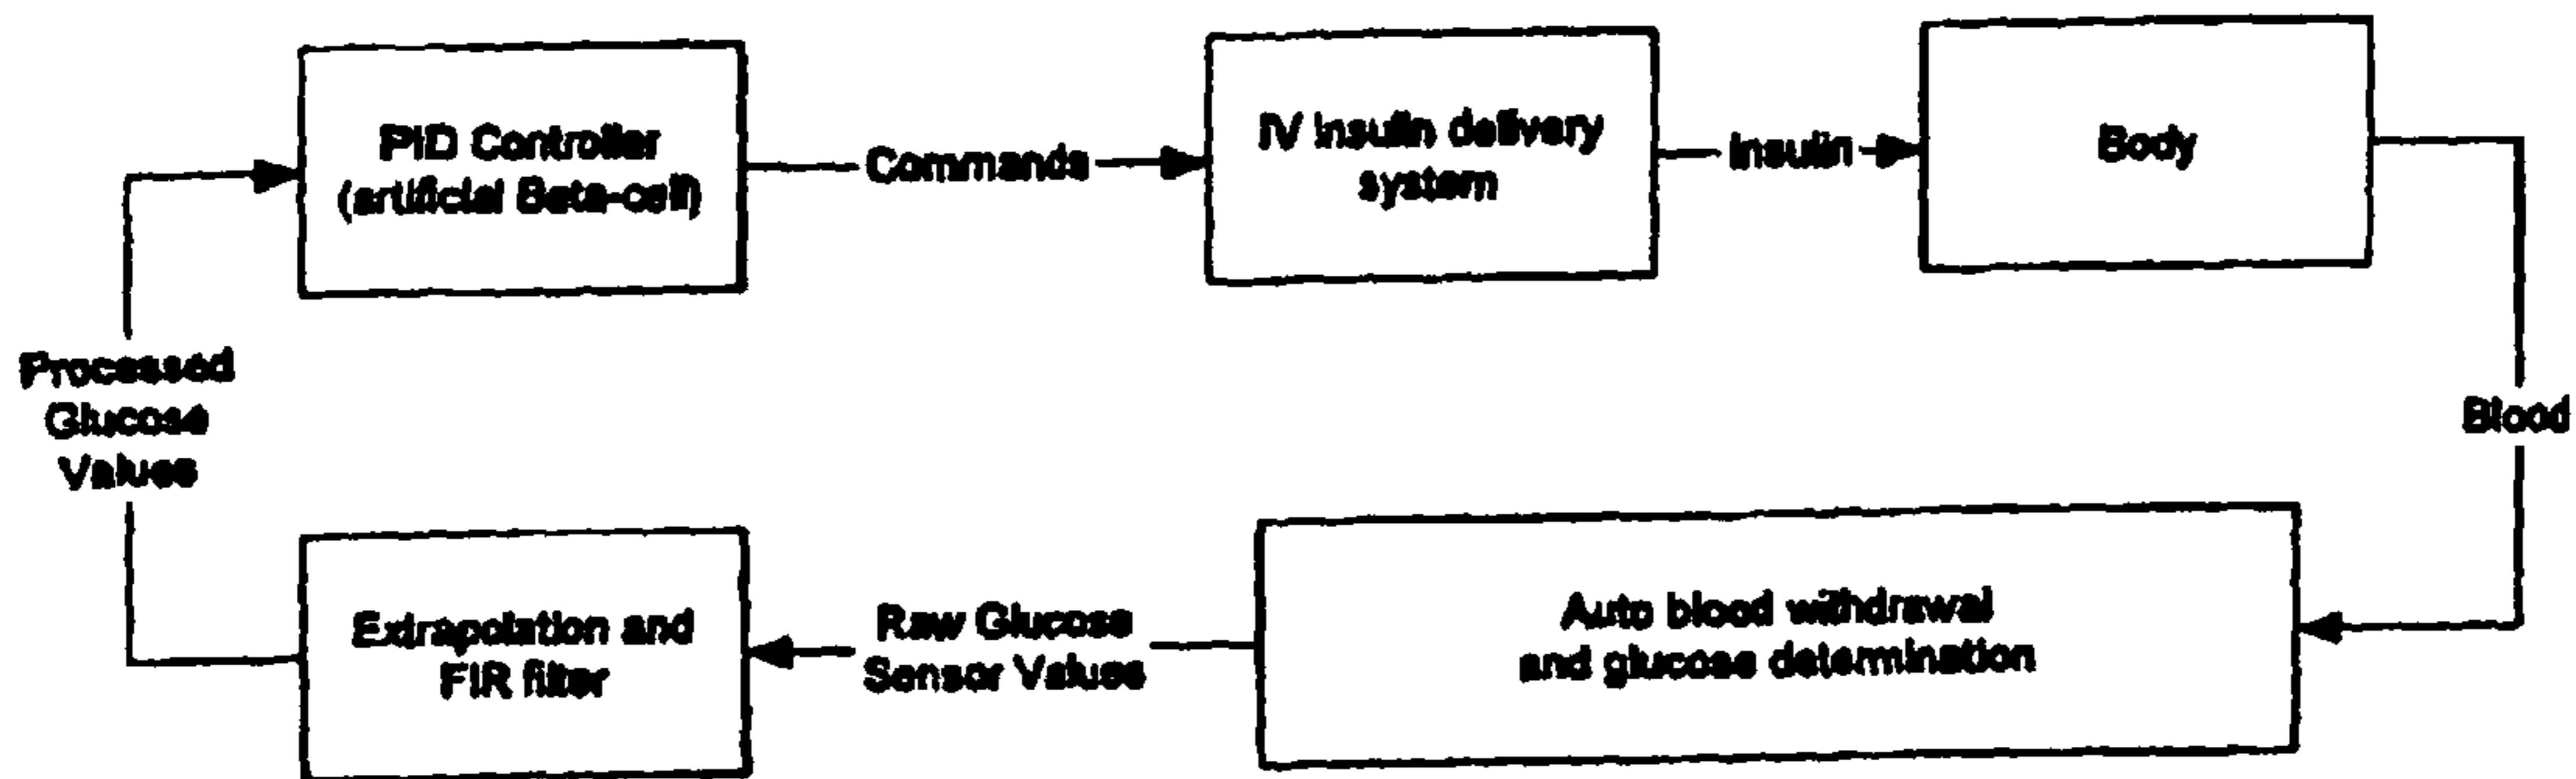 PID Controller
(artificial Beta-cell)
Commands
IV insulin delivery
system
Insulin
Body
Processed
Glucose
Values
Blood
Extrapolation and
FIR filter
Raw Glucose
Sensor Values
Auto blood withdrawal
and glucose determination